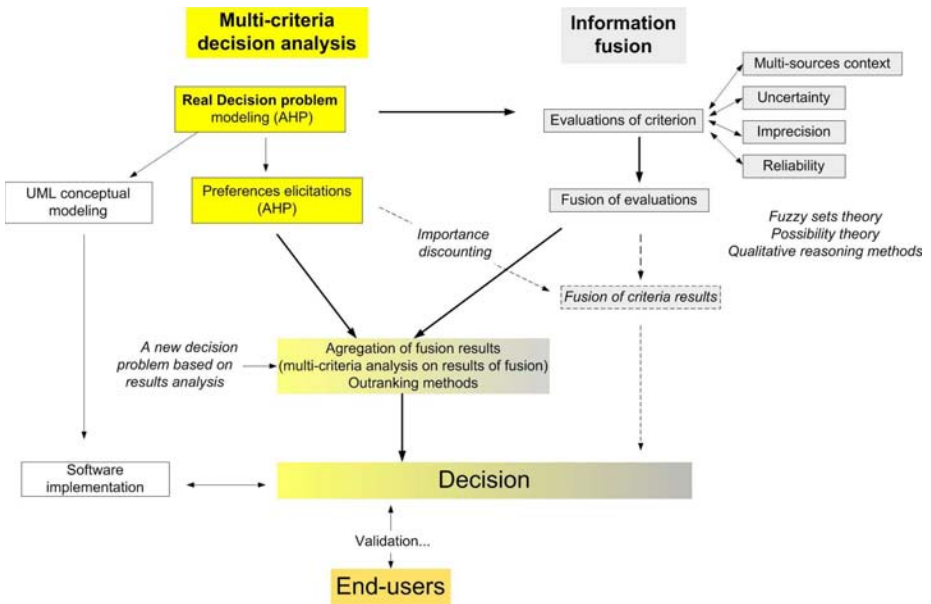 Multi-criteria
decision analysis
Information
fusion
Multi-sources context
Real Decision problem
modeling (AHP)
Uncertainty
Evaluations of criterion
Imprecision
Reliability
UML conceptual
modeling
Preferences elicitations
(AHP)
Fusion of evaluations
Importance
discounting
Fuzzy sets theory
Possibility theory
Qualitative reasoning methods
Fusion of criteria results
A new decision
problem based on
results analysis
Agregation of fusion results
(multi-criteria analysis on results of fusion)
Outranking methods
Software
implementation
Decision
Validation...
End-users